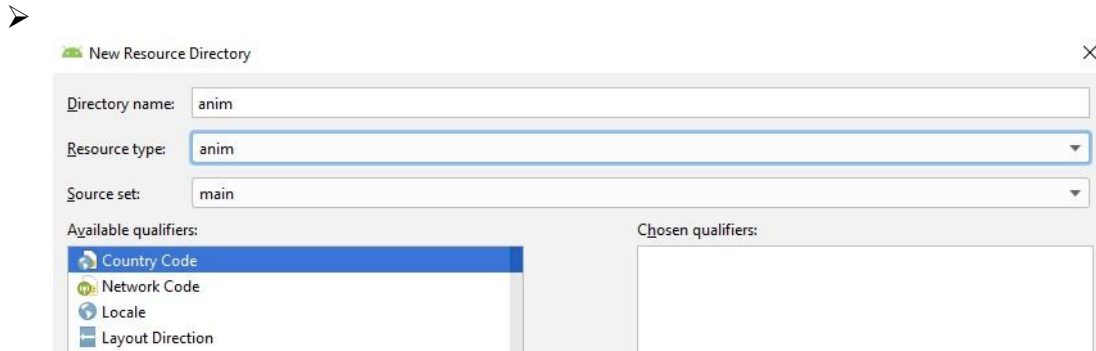 ➢
New Resource Directory
Directory name: anim
Resource type: anim
Source set: main
Available qualifiers: Chosen qualifiers:
Country Code
Network Code
Locale
Layout Direction